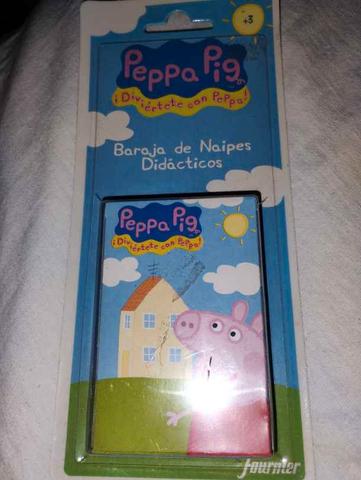 +3
Peppa Pig
¡Diviértete con Peppa!
Baraja de Naipes
Didácticos
Peppa Pig
¡Diviértete con Peppa!
fournier